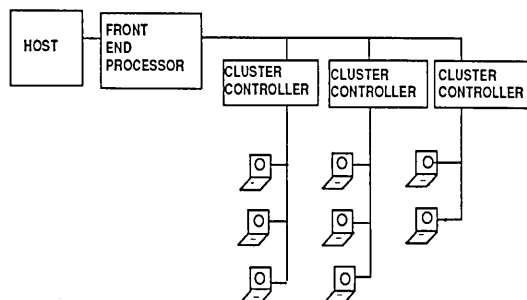 HOST
FRONT
END
PROCESSOR
CLUSTER
CONTROLLER
CLUSTER
CONTROLLER
CLUSTER
CONTROLLER